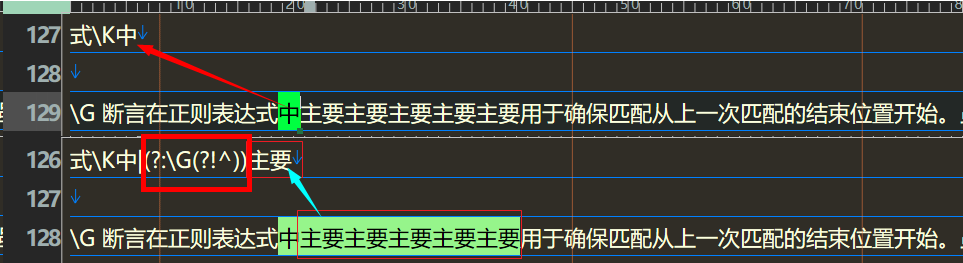 10 20 30 40 50 60 70 8
127 式\K中↓
128 ↓
129 \G 断言在正则表达式中主要主要主要主要主要用于确保匹配从上一次匹配的结束位置开始。
126 式\K中|(?:\G(?!^))主要↓
127 ↓
128 \G 断言在正则表达式中主要主要主要主要主要用于确保匹配从上一次匹配的结束位置开始。